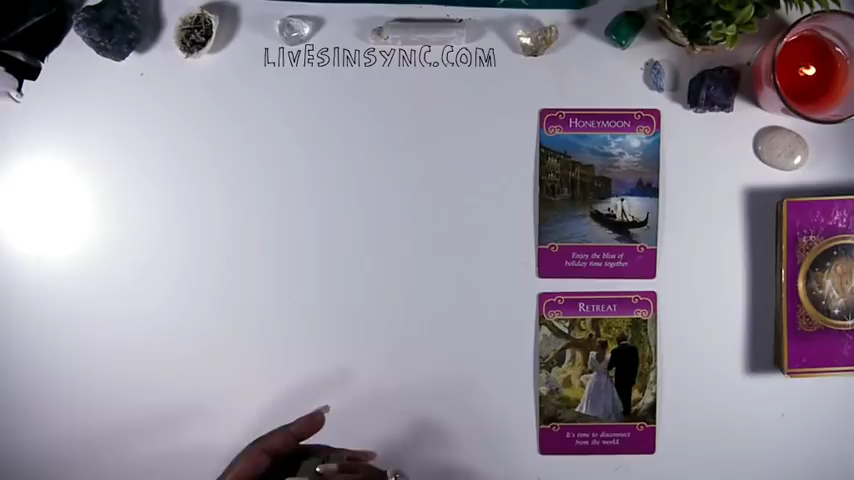 LIVESINSYNC.COM
HONEYMOON
Enjoy the bliss of
holiday time together
RETREAT
It's time to disconnect
from the world.